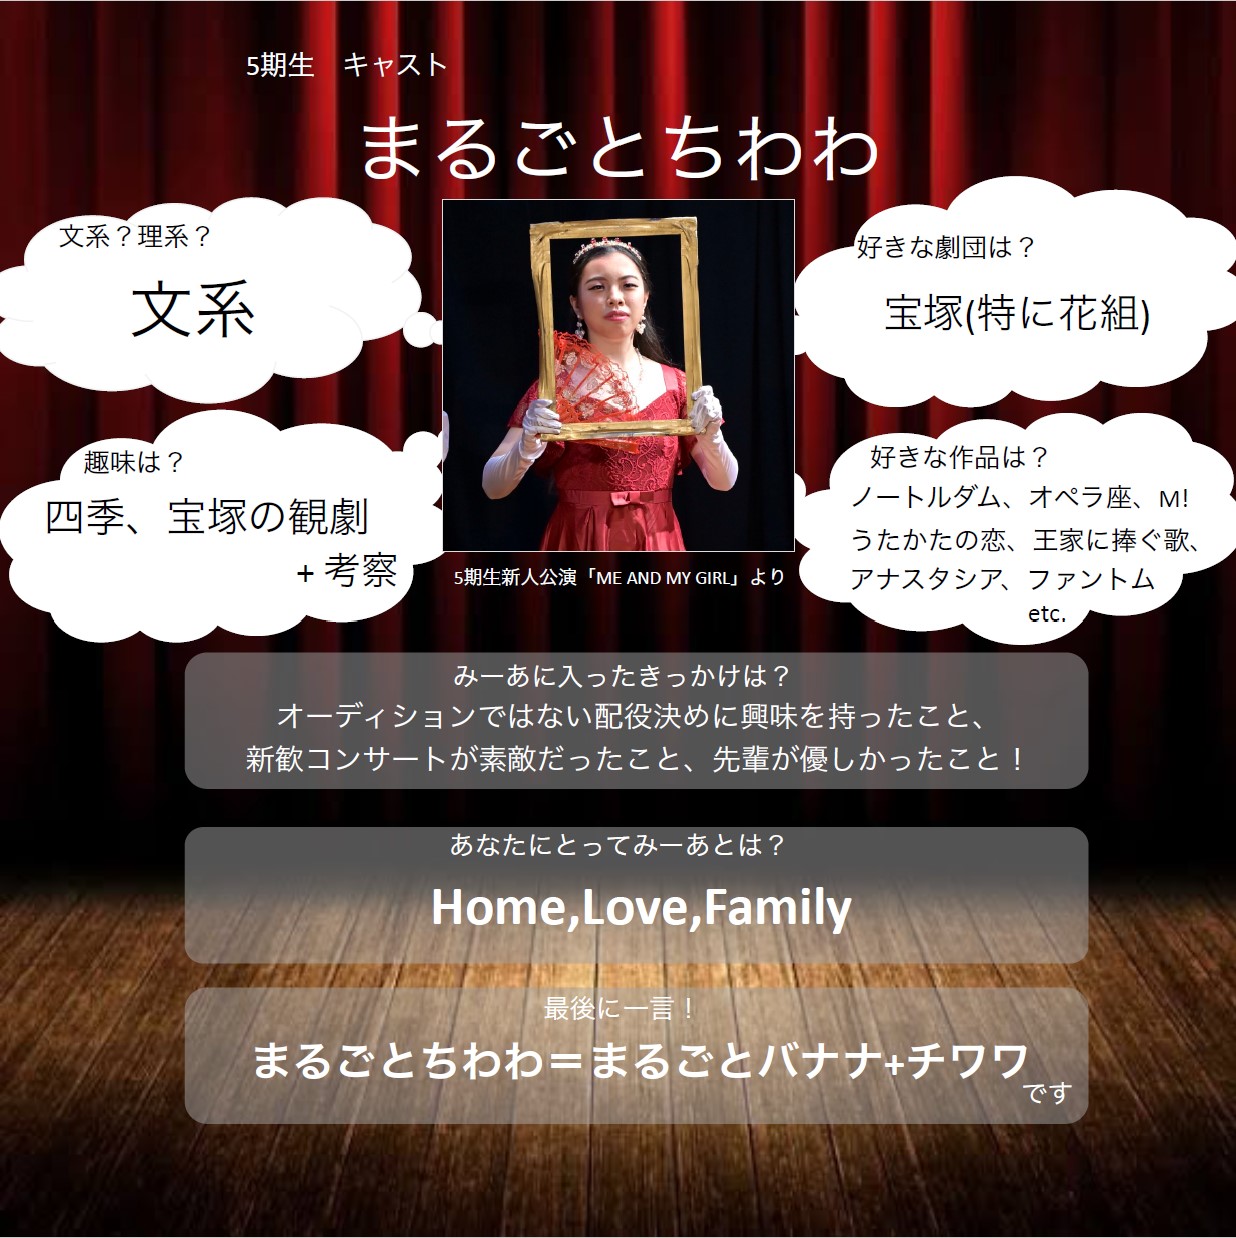 5期生　キャスト
まるごとちわわ
文系？理系？
文系
好きな劇団は？
宝塚(特に花組)
趣味は？
四季、宝塚の観劇
+ 考察
好きな作品は？
ノートルダム、オペラ座、M!
うたかたの恋、王家に捧ぐ歌、
アナスタシア、ファントム
etc.
5期生新人公演「ME AND MY GIRL」より
みーあに入ったきっかけは？
オーディションではない配役決めに興味を持ったこと、
新歓コンサートが素敵だったこと、先輩が優しかったこと！
あなたにとってみーあとは？
Home,Love,Family
最後に一言！
まるごとちわわ＝まるごとバナナ+チワワ
です